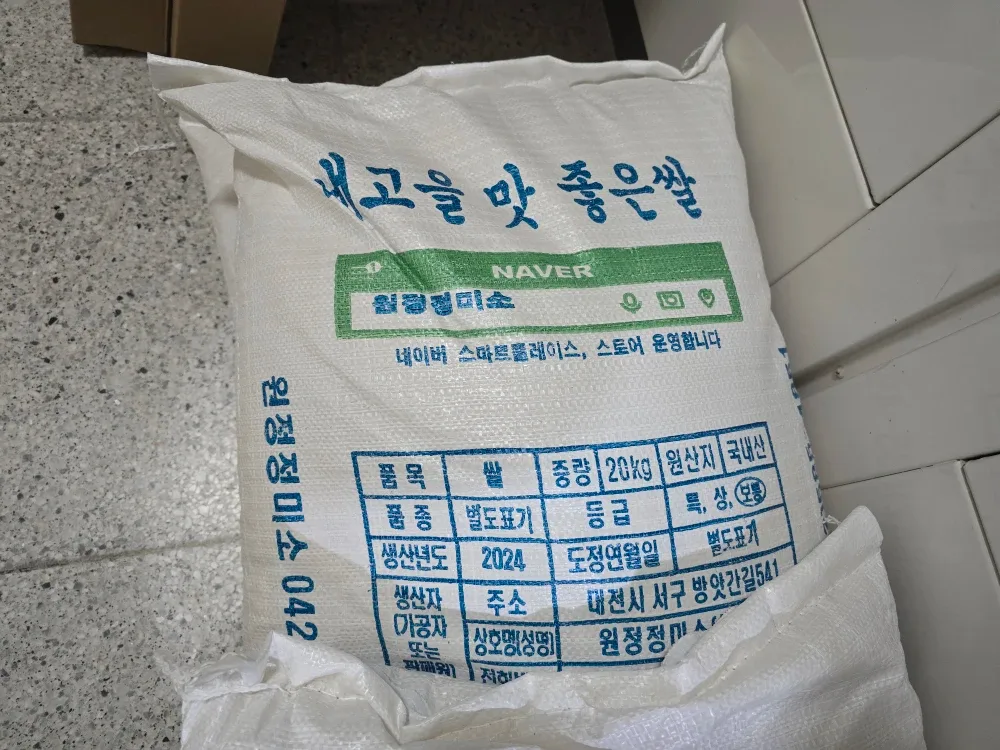 새고을 맛 좋은쌀
NAVER
원정정미소
네이버 스마트플레이스, 스토어 운영합니다
원정정미소 042
품목 쌀 중량 20kg 원산지 국내산
품종 별도표기 등급 특, 상, 보통
생산년도 2024 도정연월일 별도표기
생산자 주소 대전시 서구 방앗간길541
(가공자 상호명(성명) 원정정미소
또는
판매원)